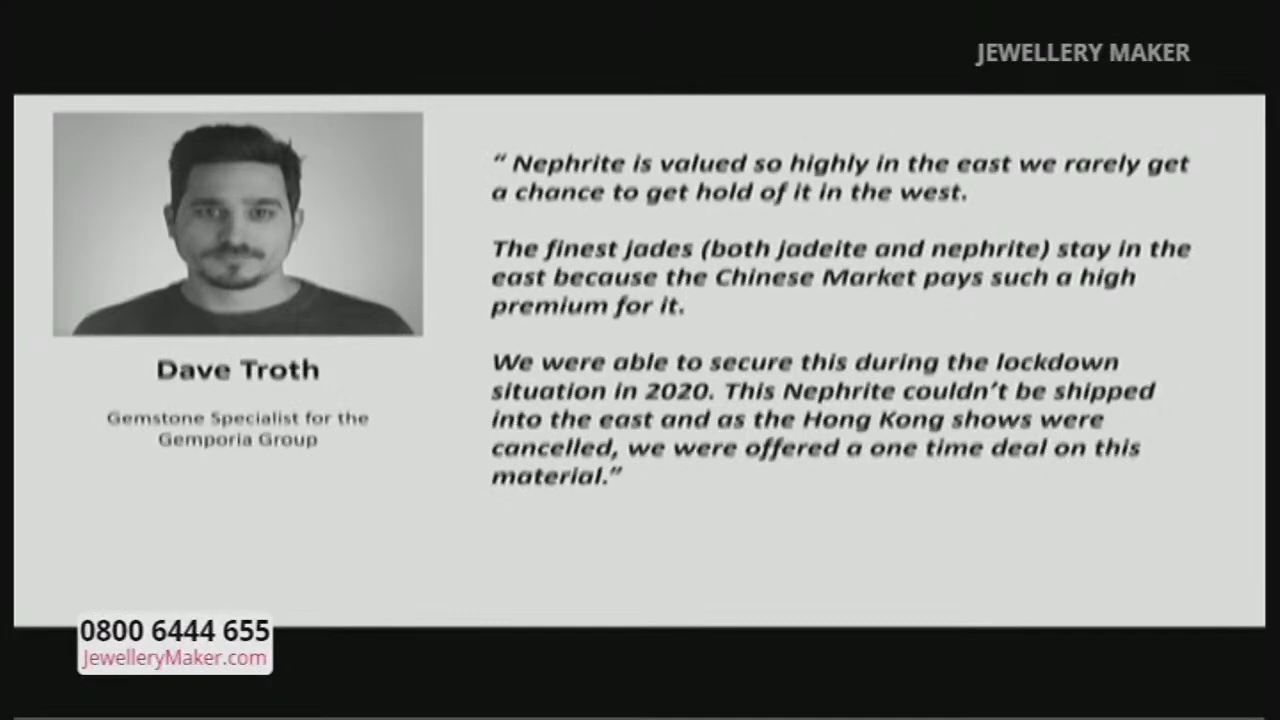 JEWELLERY MAKER
“ Nephrite is valued so highly in the east we rarely get
a chance to get hold of it in the west.
The finest jades (both jadeite and nephrite) stay in the
east because the Chinese Market pays such a high
premium for it.
We were able to secure this during the lockdown
situation in 2020. This Nephrite couldn’t be shipped
into the east and as the Hong Kong shows were
cancelled, we were offered a one time deal on this
material.”
Dave Troth
Gemstone Specialist for the
Gemporia Group
0800 6444 655
JewelleryMaker.com